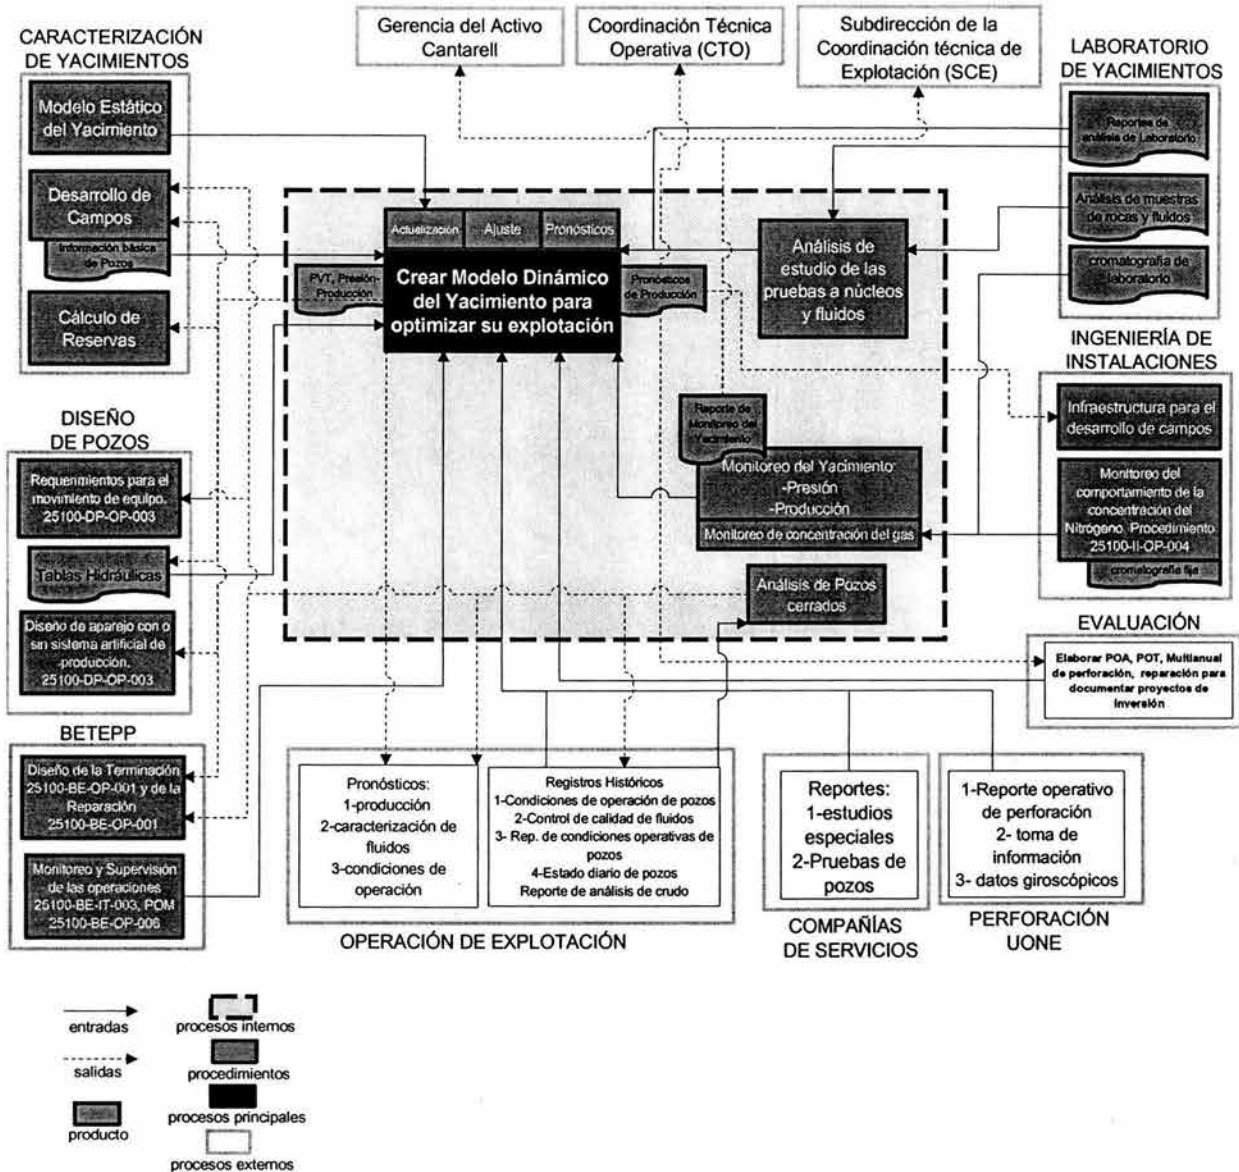 Gerencia del Activo
Cantarell
Coordinación Técnica
Operativa (CTO)
Subdirección de la
Coordinación técnica de
Explotación (SCE)
CARACTERIZACIÓN
DE YACIMIENTOS
Modelo Estático
del Yacimiento
Desarrollo de
Campos
Información básica
de Pozos
Cálculo de
Reservas
LABORATORIO
DE YACIMIENTOS
Reportes de
análisis de Laboratorio
Análisis de muestras
de rocas y fluidos
cromatografia de
laboratorio
Actuelización
Ajuste
Pronósticos
Crear Modelo Dinámico
del Yacimiento para
optimizar su explotación
PVT, Presión-
Producción
Pronósticos
de Producción
Análisis de
estudio de las
pruebas a núcleos
y fluidos
Reporte de
Monitoreo del
Yacimiento
Monitoreo del Yacimiento:
-Presión
-Producción
Monitoreo de concentración del gas
Análisis de Pozos
cerrados
INGENIERÍA DE
INSTALACIONES
Infraestructura para el
desarrollo de campos
Monitoreo del
comportamiento de la
concentración del
Nitrógeno. Procedimiento
25100-II-OP-004
cromatografia fija
DISEÑO
DE POZOS
Requerimientos para el
movimiento de equipo.
25100-DP-OP-003
Tablas Hidráulicas
Diseño de aparejo con o
sin sistema artificial de
producción.
25100-DP-OP-003
EVALUACIÓN
Elaborar POA, POT, Multianual
de perforación, reparación para
documentar proyectos de
Inversión
BETEPP
Diseño de la Terminación
25100-BE-OP-001 y de la
Reparación
25100-BE-OP-001
Monitoreo y Supervisión
de las operaciones
25100-BE-IT-003, POM
25100-BE-OP-006
Pronósticos:
1-producción
2-caracterización de
fluidos
3-condiciones de
operación
Registros Históricos
1-Condiciones de operación de pozos
2-Control de calidad de fluidos
3- Rep. de condiciones operativas de
pozos
4-Estado diario de pozos
Reporte de análisis de crudo
OPERACIÓN DE EXPLOTACIÓN
Reportes:
1-estudios
especiales
2-Pruebas de
pozos
COMPAÑÍAS
DE SERVICIOS
1-Reporte operativo
de perforación
2- toma de
información
3- datos giroscópicos
PERFORACIÓN
UONE
entradas
salidas
producto
procesos internos
procedimientos
procesos principales
procesos externos